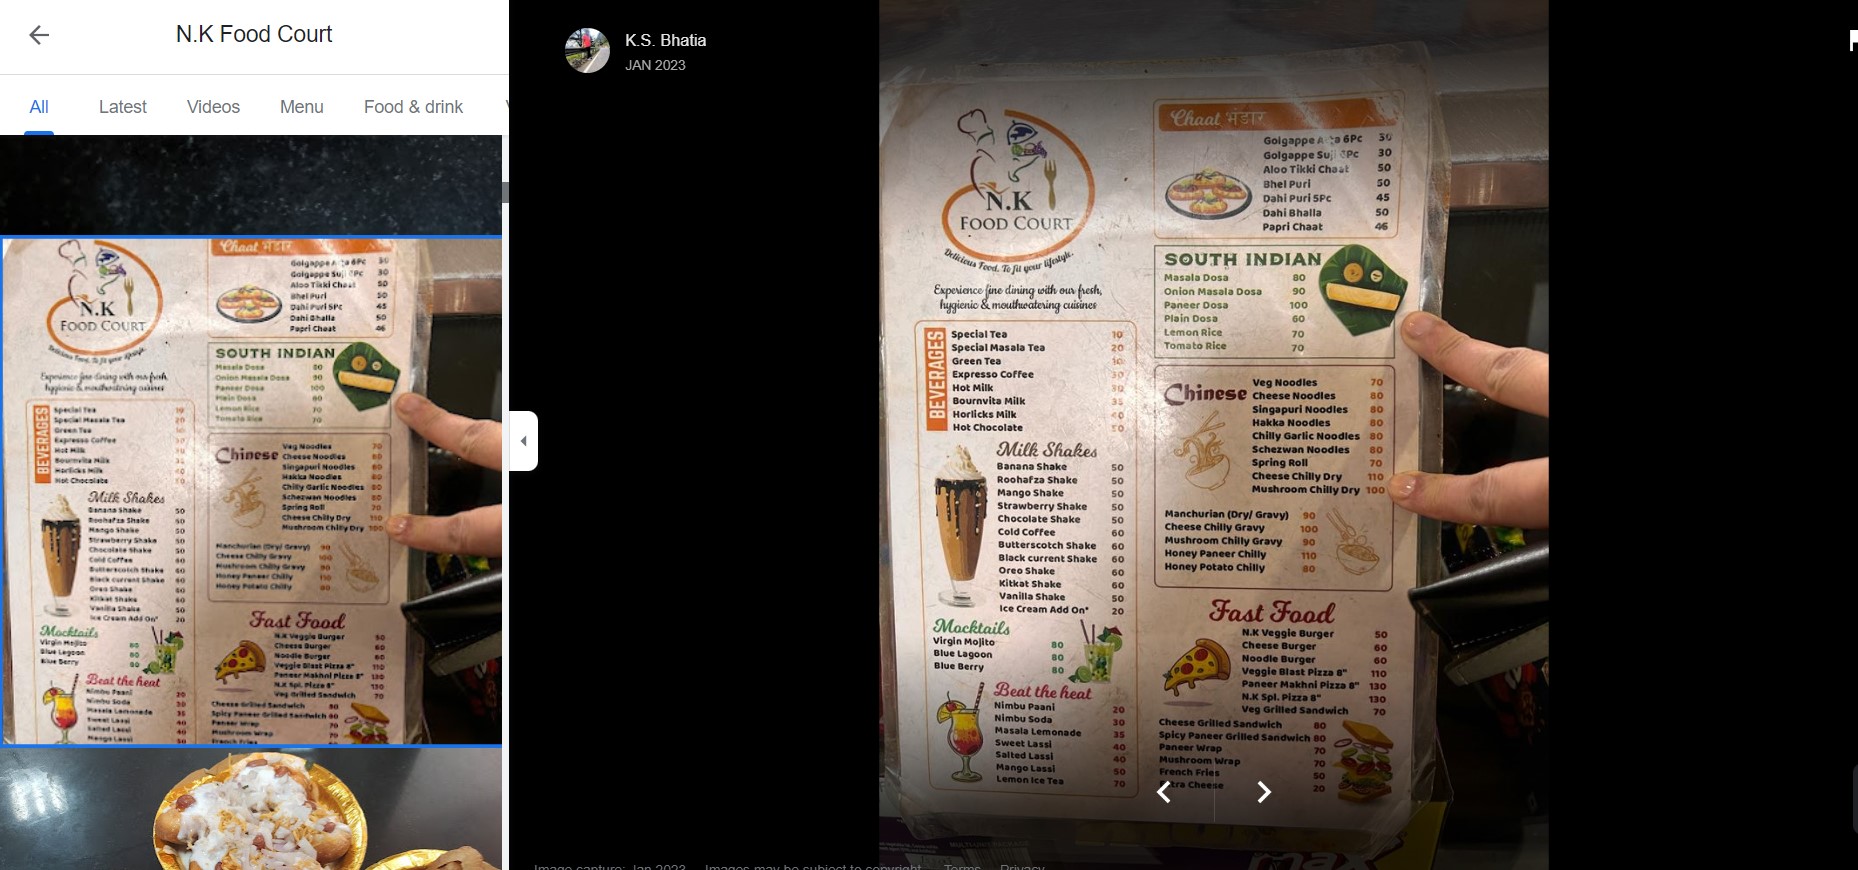 N.K Food Court
All Latest Videos Menu Food & drink
K.S. Bhatia
JAN 2023
N.K
FOOD COURT
Delicious Food, To fit your lifestyle.
Experience fine dining with our fresh,
hygienic & mouthwatering cuisines
BEVERAGES
Special Tea 10
Special Masala Tea 20
Green Tea
Expresso Coffee
Hot Milk
Bournvita Milk 35
Horlicks Milk
Hot Chocolate
Milk Shakes
Banana Shake 50
Roohafza Shake 50
Mango Shake 50
Strawberry Shake 50
Chocolate Shake 50
Cold Coffee 60
Butterscotch Shake 60
Black current Shake 60
Oreo Shake 60
Kitkat Shake 60
Vanilla Shake 50
Ice Cream Add On* 20
Mocktails
Virgin Mojito 80
Blue Lagoon 80
Blue Berry 80
Beat the heat
Nimbu Paani 20
Nimbu Soda 30
Masala Lemonade 35
Sweet Lassi 40
Salted Lassi 40
Mango Lassi 50
Lemon Ice Tea 70
Chaat भंडार
Golgappe 6Pc 30
Golgappe Suji 6Pc 30
Aloo Tikki Chaat 50
Bhel Puri 50
Dahi Puri 5Pc 45
Dahi Bhalla 50
Papri Chaat 46
SOUTH INDIAN
Masala Dosa 80
Onion Masala Dosa 90
Paneer Dosa 100
Plain Dosa 60
Lemon Rice 70
Tomato Rice 70
Chinese
Veg Noodles 70
Cheese Noodles 80
Singapuri Noodles 80
Hakka Noodles 80
Chilly Garlic Noodles 80
Schezwan Noodles 80
Spring Roll 70
Cheese Chilly Dry 110
Mushroom Chilly Dry 100
Manchurian (Dry/ Gravy) 90
Cheese Chilly Gravy 100
Mushroom Chilly Gravy 90
Honey Paneer Chilly 110
Honey Potato Chilly 80
Fast Food
N.K Veggie Burger 50
Cheese Burger 60
Noodle Burger 60
Veggie Blast Pizza 8" 110
Paneer Makhni Pizza 8" 130
N.K Spl. Pizza 8" 130
Veg Grilled Sandwich 70
Cheese Grilled Sandwich 80
Spicy Paneer Grilled Sandwich 80
Paneer Wrap 70
Mushroom Wrap 70
French Fries 50
Cheese 20
Image capture: Jan 2023 Images may be subject to copyright. Terms Privacy